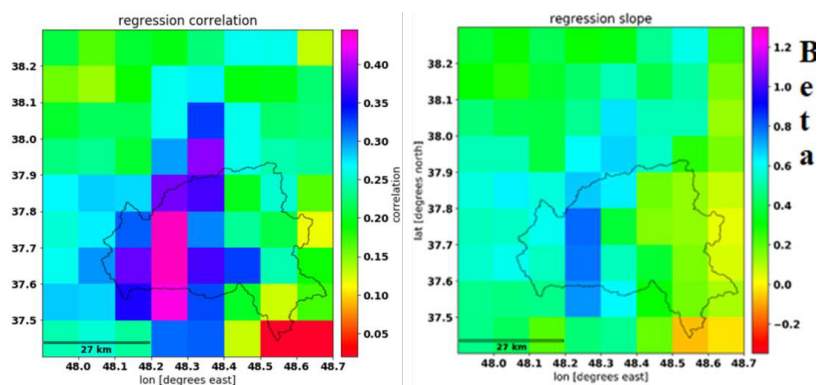 regression correlation
38.2
38.1
38.0
37.9
37.8
37.7
37.6
37.5
27 km
48.0 48.1 48.2 48.3 48.4 48.5 48.6 48.7
lon [degrees east]
0.40
0.35
0.30
0.25
0.20
0.15
0.10
0.05
correlation
regression slope
lat [degrees north]
38.2
38.1
38.0
37.9
37.8
37.7
37.6
37.5
27 km
48.0 48.1 48.2 48.3 48.4 48.5 48.6 48.7
lon [degrees east]
1.2
1.0
0.8
0.6
0.4
0.2
0.0
−0.2
Beta